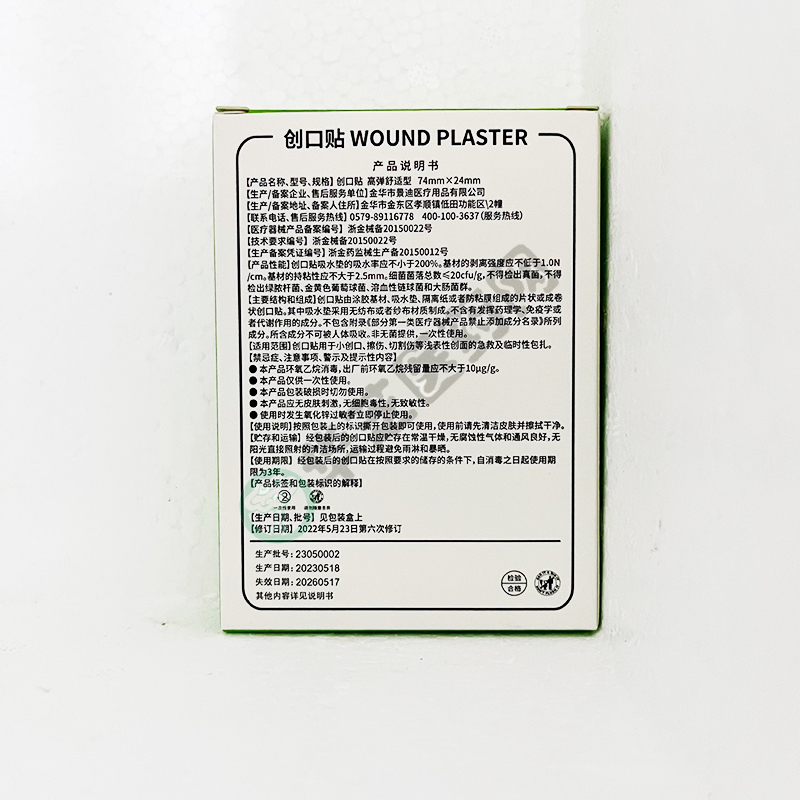 创口贴 WOUND PLASTER
产品说明书
【产品名称、型号、规格】创口贴 高弹舒适型 74mm×24mm
【生产/备案企业、售后服务单位】金华市景迪医疗用品有限公司
【生产/备案地址、备案人住所】金华市金东区孝顺镇低田功能区\2幢
【联系电话、售后服务热线】0579-89116778 400-100-3637（服务热线）
【医疗器械产品备案编号】浙金械备20150022号
【技术要求编号】浙金械备20150022号
【生产备案凭证编号】浙金药监械生产备20150012号
【产品性能】创口贴吸水垫的吸水率应不小于200%。基材的剥离强度应不低于1.0N
/cm。基材的持粘性应不大于2.5mm。细菌菌落总数≤20cfu/g，不得检出真菌，不得
检出绿脓杆菌、金黄色葡萄球菌、溶血性链球菌和大肠菌群。
【主要结构和组成】创口贴由涂胶基材、吸水垫、隔离纸或者防粘膜组成的片状或成卷
状创口贴。其中吸水垫采用无纺布或者纱布材质制成。不含有发挥药理学、免疫学或
者代谢作用的成分。不包含附录《部分第一类医疗器械产品禁止添加成分名录》所列
成分。所含成分不可被人体吸收。非无菌提供，一次性使用。
【适用范围】创口贴用于小创口、擦伤、切割伤等浅表性创面的急救及临时性包扎。
【禁忌症、注意事项、警示及提示性内容】
● 本产品环氧乙烷消毒，出厂前环氧乙烷残留量应不大于10μg/g。
● 本产品仅供一次性使用。
● 本产品包装破损时切勿使用。
● 本产品应无皮肤刺激，无细胞毒性，无致敏性。
● 使用时发生氧化锌过敏者立即停止使用。
【使用说明】按照包装上的标识撕开包装即可使用，使用前请先清洁皮肤并擦拭干净。
【贮存和运输】 经包装后的创口贴应贮存在常温干燥，无腐蚀性气体和通风良好，无
阳光直接照射的清洁场所，运输过程避免雨淋和暴晒。
【使用期限】 经包装后的创口贴在按照要求的储存的条件下，自消毒之日起使用期
限为3年。
【产品标签和包装标识的解释】
一次性使用
【生产日期、批号】见包装盒上
【修订日期】 2022年5月23日第六次修订
生产批号：23050002
生产日期：20230518
失效日期：20260517
其他内容详见说明书
检验
合格